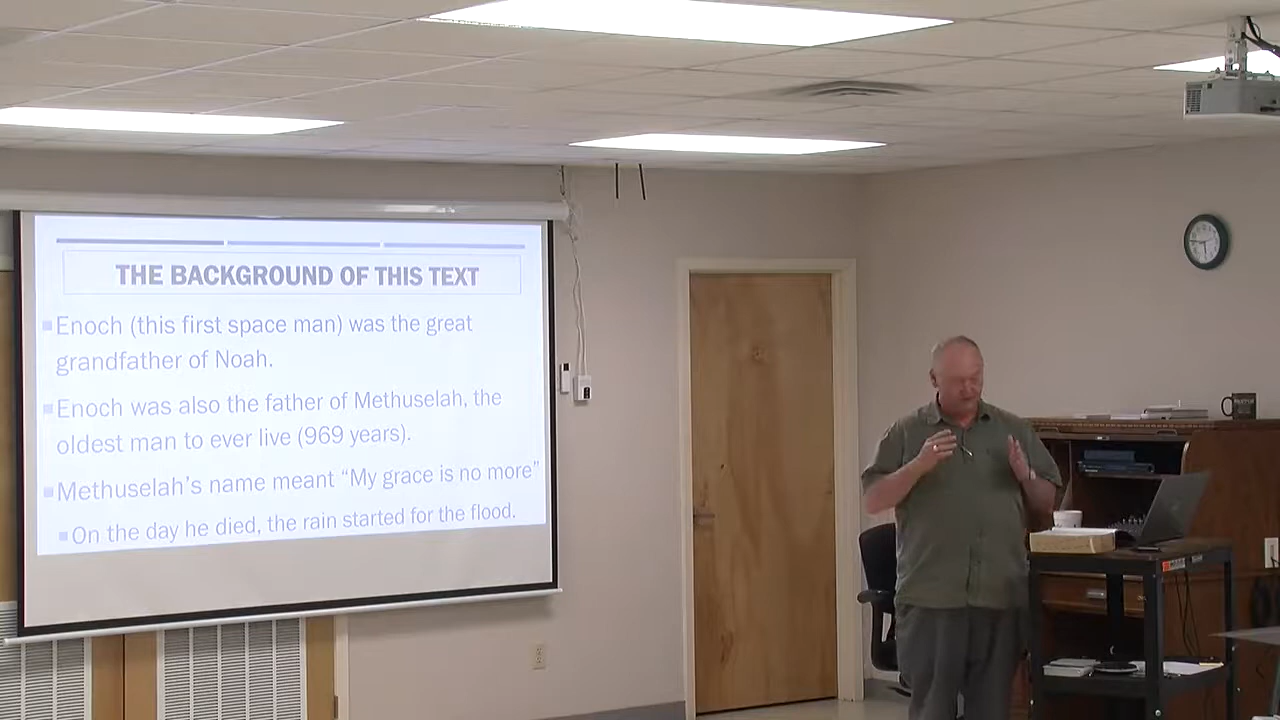 THE BACKGROUND OF THIS TEXT
Enoch (this first space man) was the great
grandfather of Noah.
Enoch was also the father of Methuselah, the
oldest man to ever live (969 years).
Methuselah's name meant “My grace is no more”
On the day he died, the rain started for the flood.